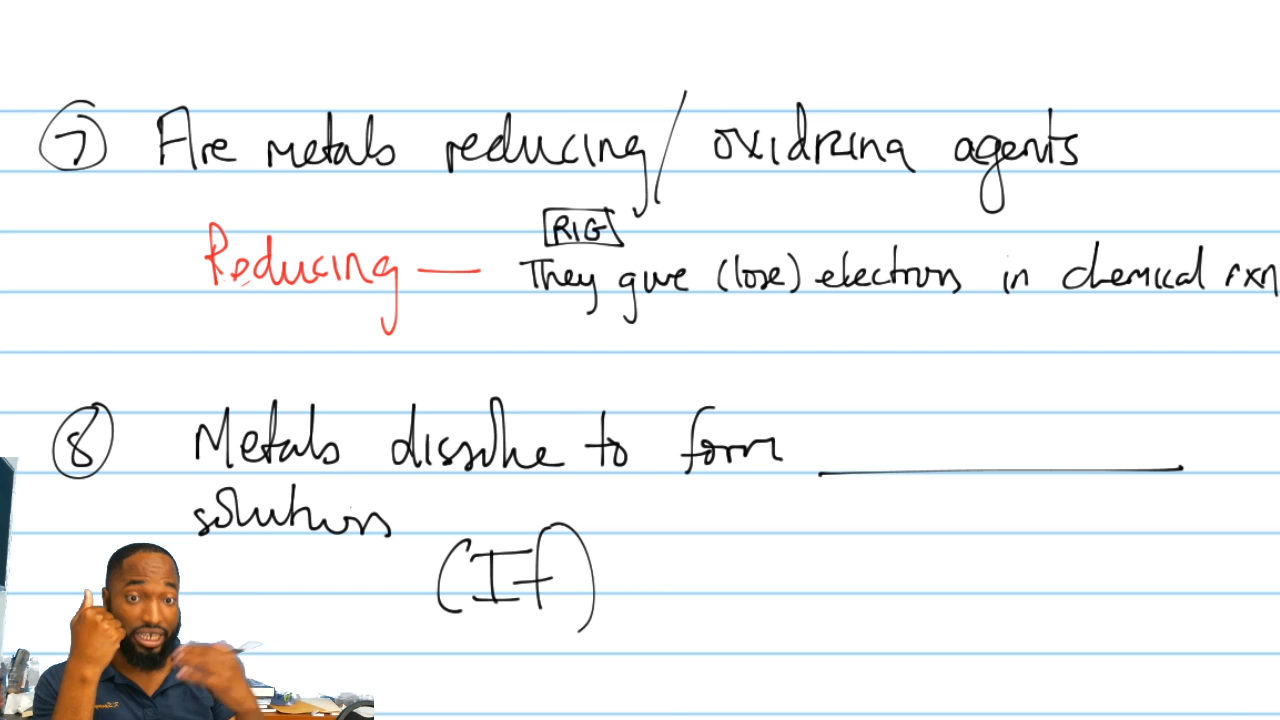 7 Are metals reducing/ oxidizing agents
RIG
Reducing — They give (lose) electrons in chemical rxn
8 Metals dissolve to form ________
solutions
(If)